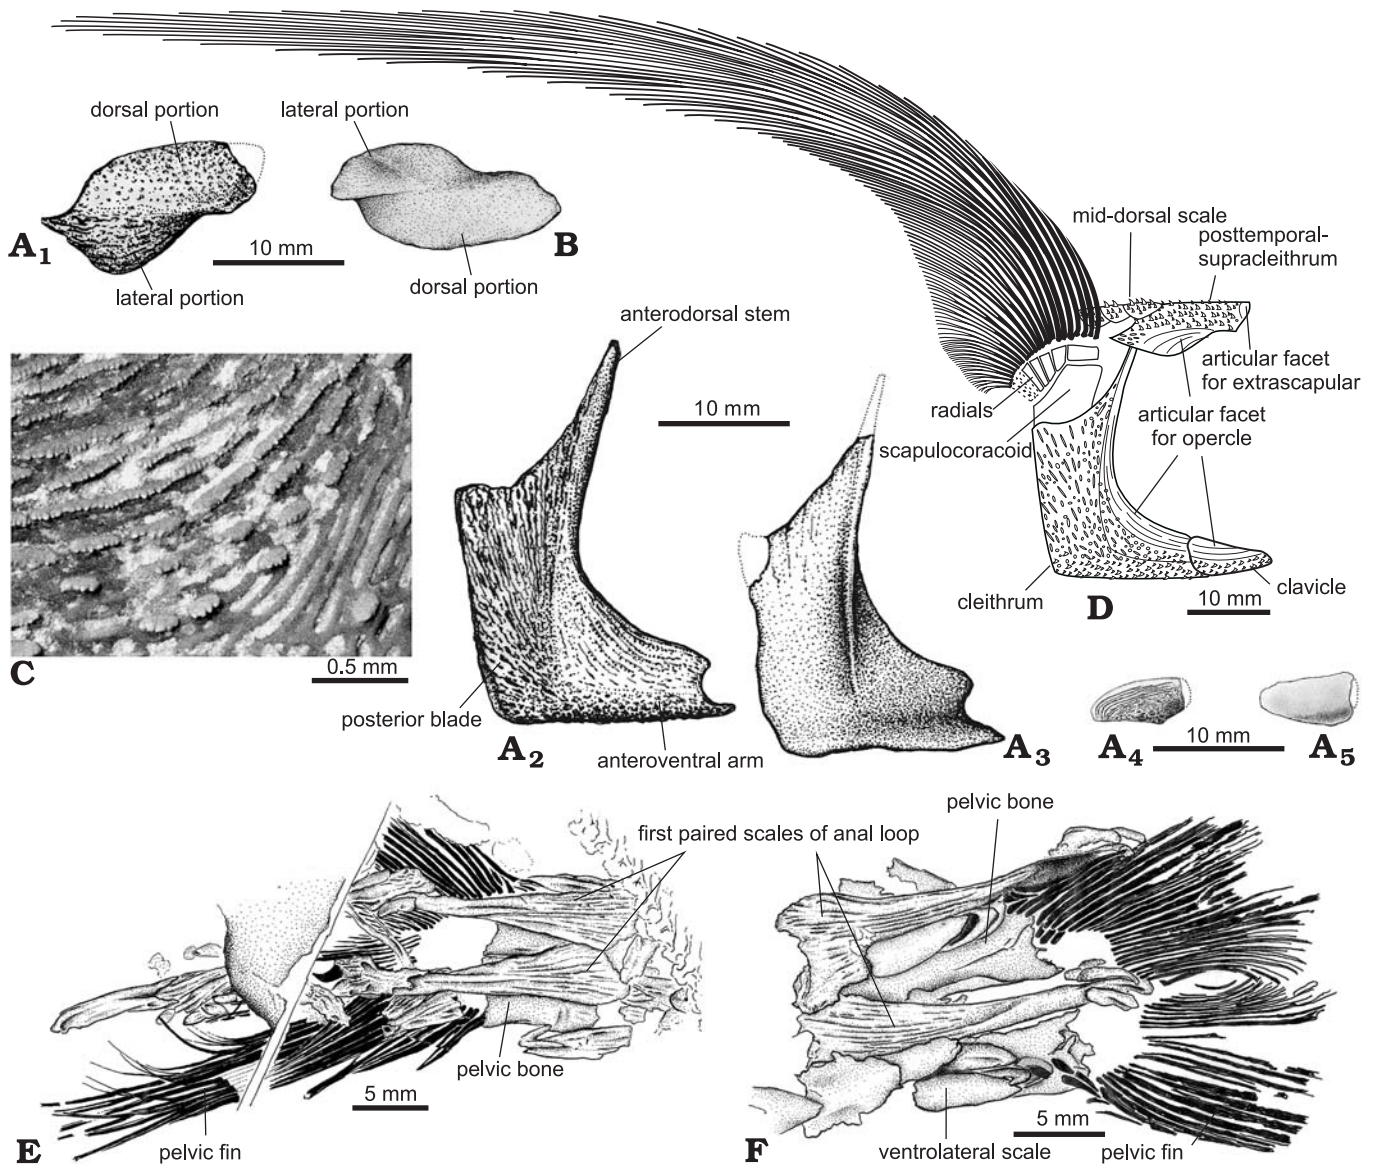 dorsal portion
lateral portion
A1
10 mm
B
lateral portion
dorsal portion
mid-dorsal scale
posttemporal-
supracleithrum
anterodorsal stem
articular facet
for extrascapular
radials
articular facet
for opercle
scapulocoracoid
10 mm
C
0.5 mm
cleithrum
D
10 mm
clavicle
posterior blade
A2
anteroventral arm
A3
A4
10 mm
A5
first paired scales of anal loop
pelvic bone
pelvic bone
5 mm
E
pelvic fin
F
ventrolateral scale
5 mm
pelvic fin